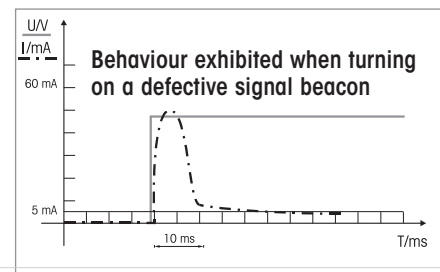 U/V
I/mA
Behaviour exhibited when turning
on a defective signal beacon
60 mA
5 mA
10 ms
T/ms